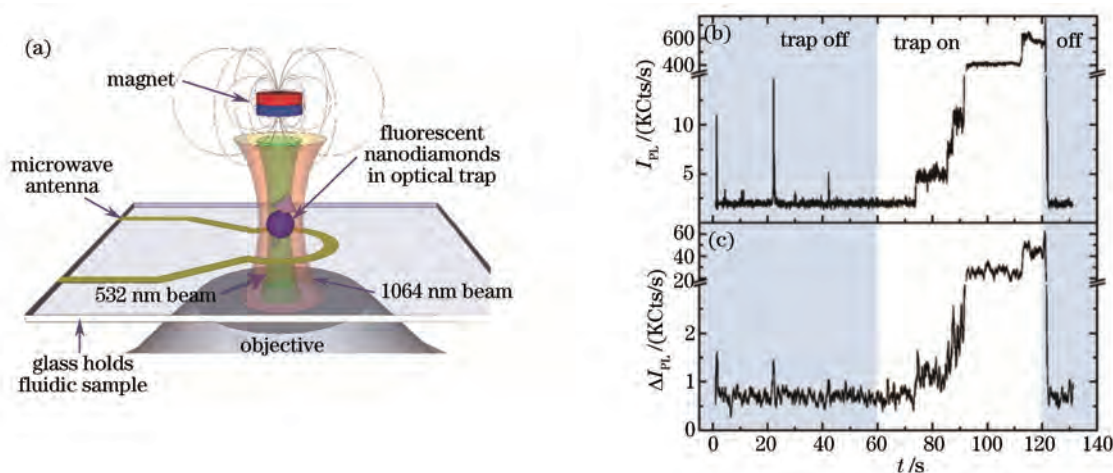 (a)
magnet
fluorescent
nanodiamonds
in optical trap
microwave
antenna
532 nm beam
1064 nm beam
objective
glass holds
fluidic sample
(b)
trap off
trap on
off
600
400
10
5
I_PL /(KCts/s)
(c)
60
40
20
2
1
0
ΔI_PL /(KCts/s)
0
20
40
60
80
100
120
140
t /s